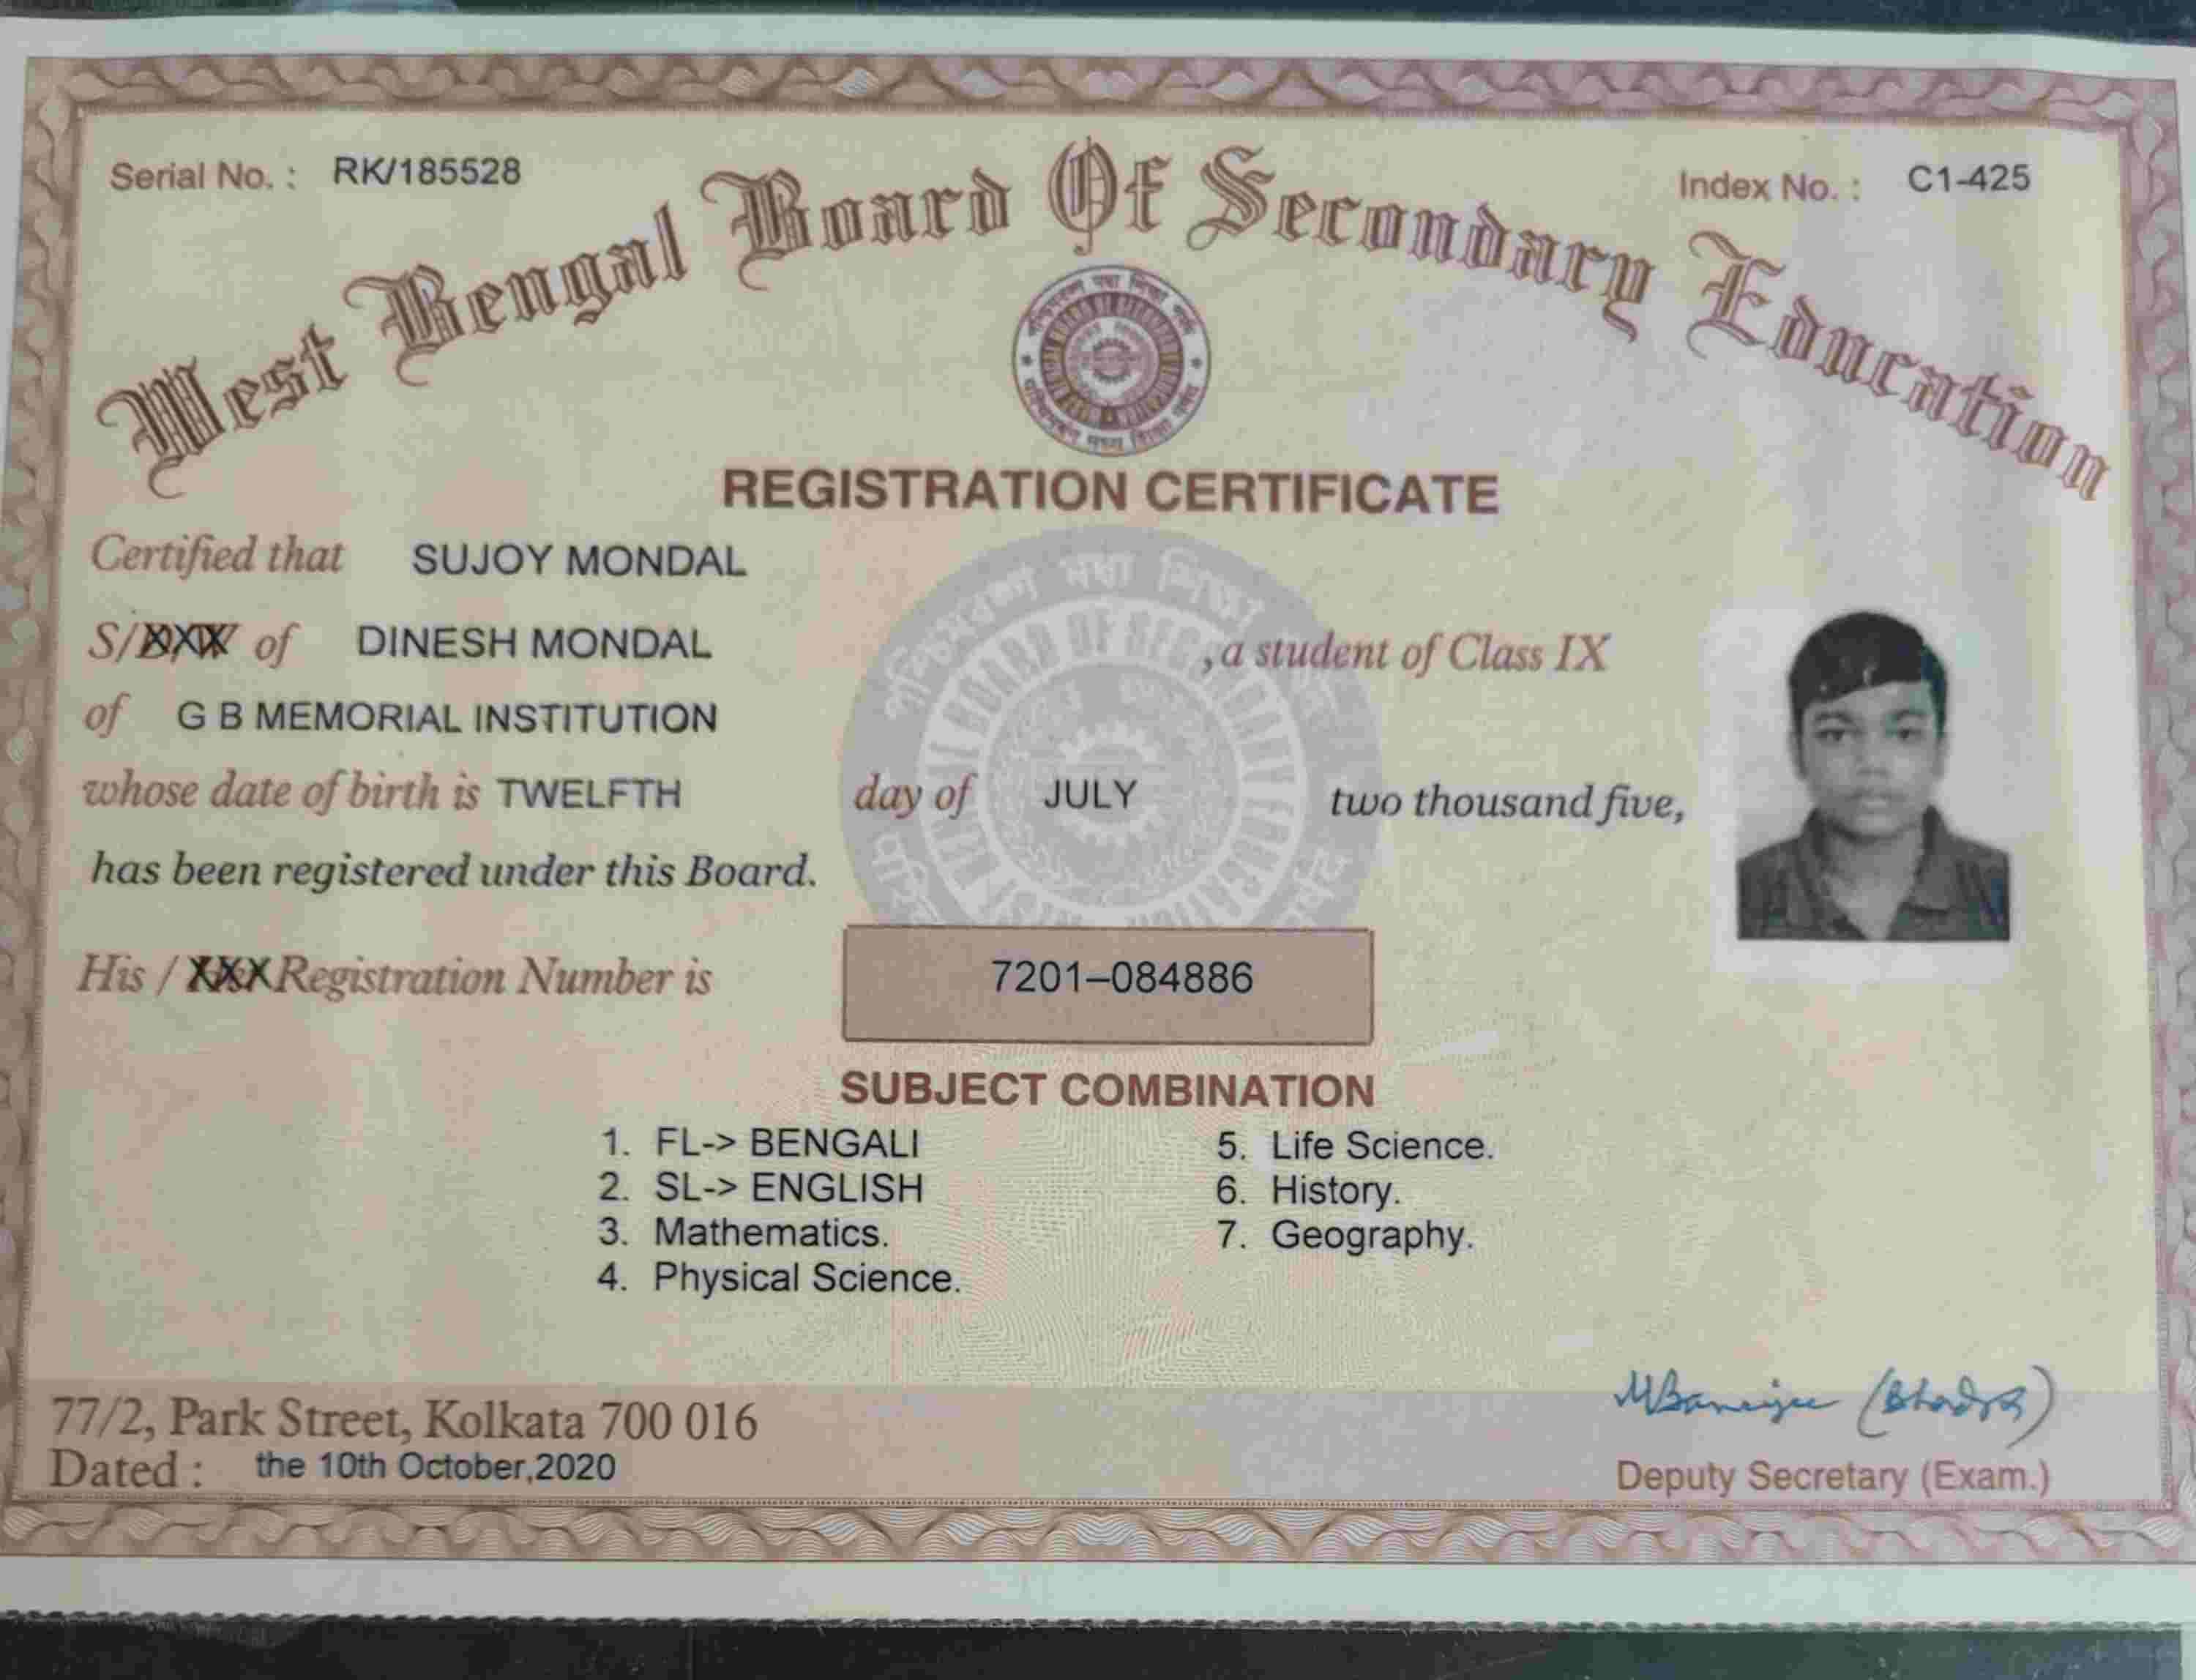 Serial No. : RK/185528
Index No. : C1-425
West Bengal Board Of Secondary Education
REGISTRATION CERTIFICATE
Certified that SUJOY MONDAL
S/ of DINESH MONDAL , a student of Class IX
of G B MEMORIAL INSTITUTION
whose date of birth is TWELFTH day of JULY two thousand five,
has been registered under this Board.
His / XXX Registration Number is 7201–084886
SUBJECT COMBINATION
1. FL-> BENGALI
2. SL-> ENGLISH
3. Mathematics.
4. Physical Science.
5. Life Science.
6. History.
7. Geography.
MBanerjee (Bhadra)
77/2, Park Street, Kolkata 700 016
Dated : the 10th October,2020
Deputy Secretary (Exam.)